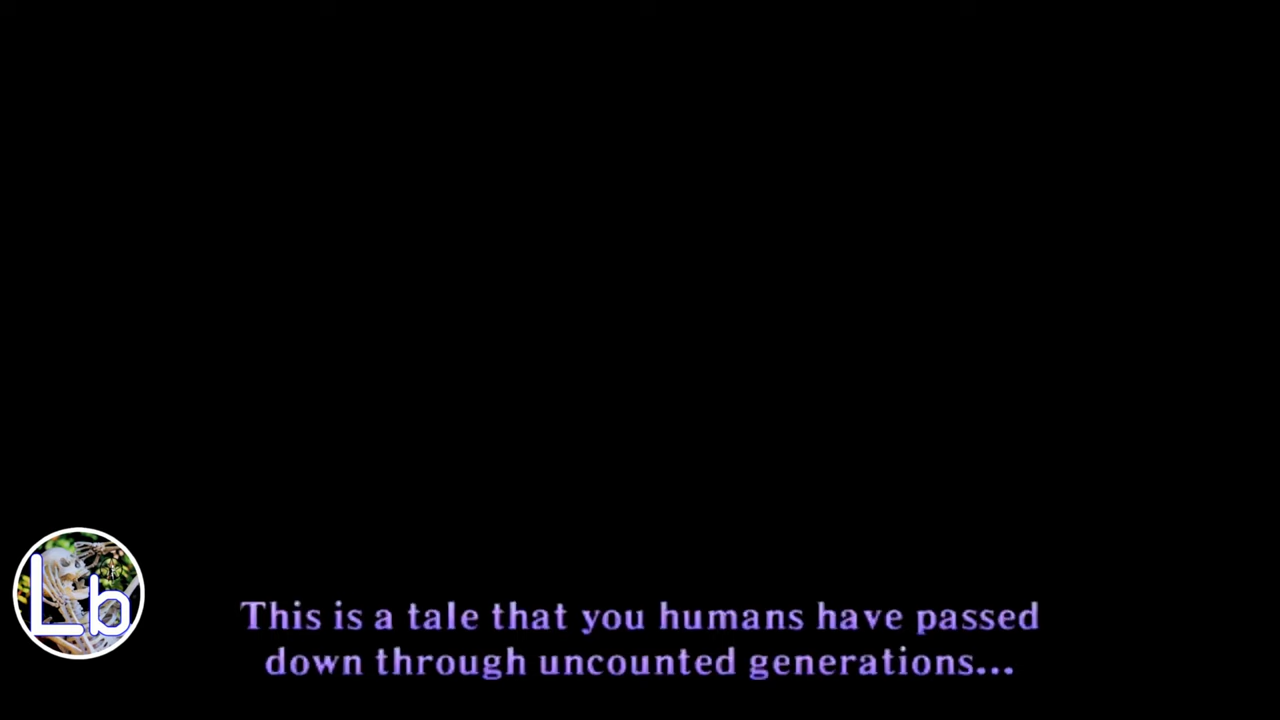 Lb
This is a tale that you humans have passed
down through uncounted generations...